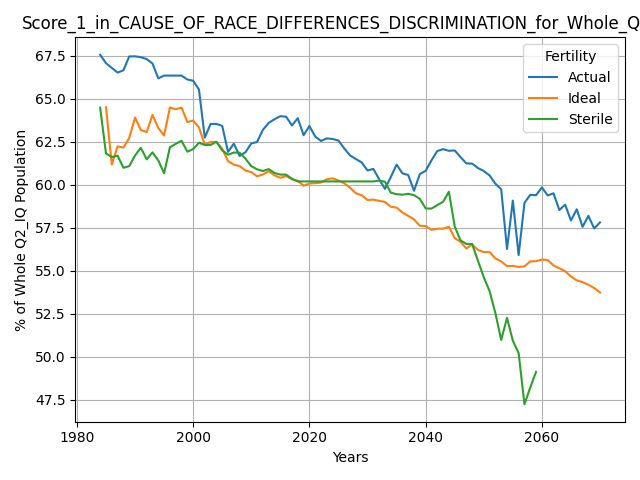 Score_1_in_CAUSE_OF_RACE_DIFFERENCES_DISCRIMINATION_for_Whole_Q
Fertility
Actual
Ideal
Sterile
% of Whole Q2_IQ Population
67.5
65.0
62.5
60.0
57.5
55.0
52.5
50.0
47.5
1980
2000
2020
2040
2060
Years